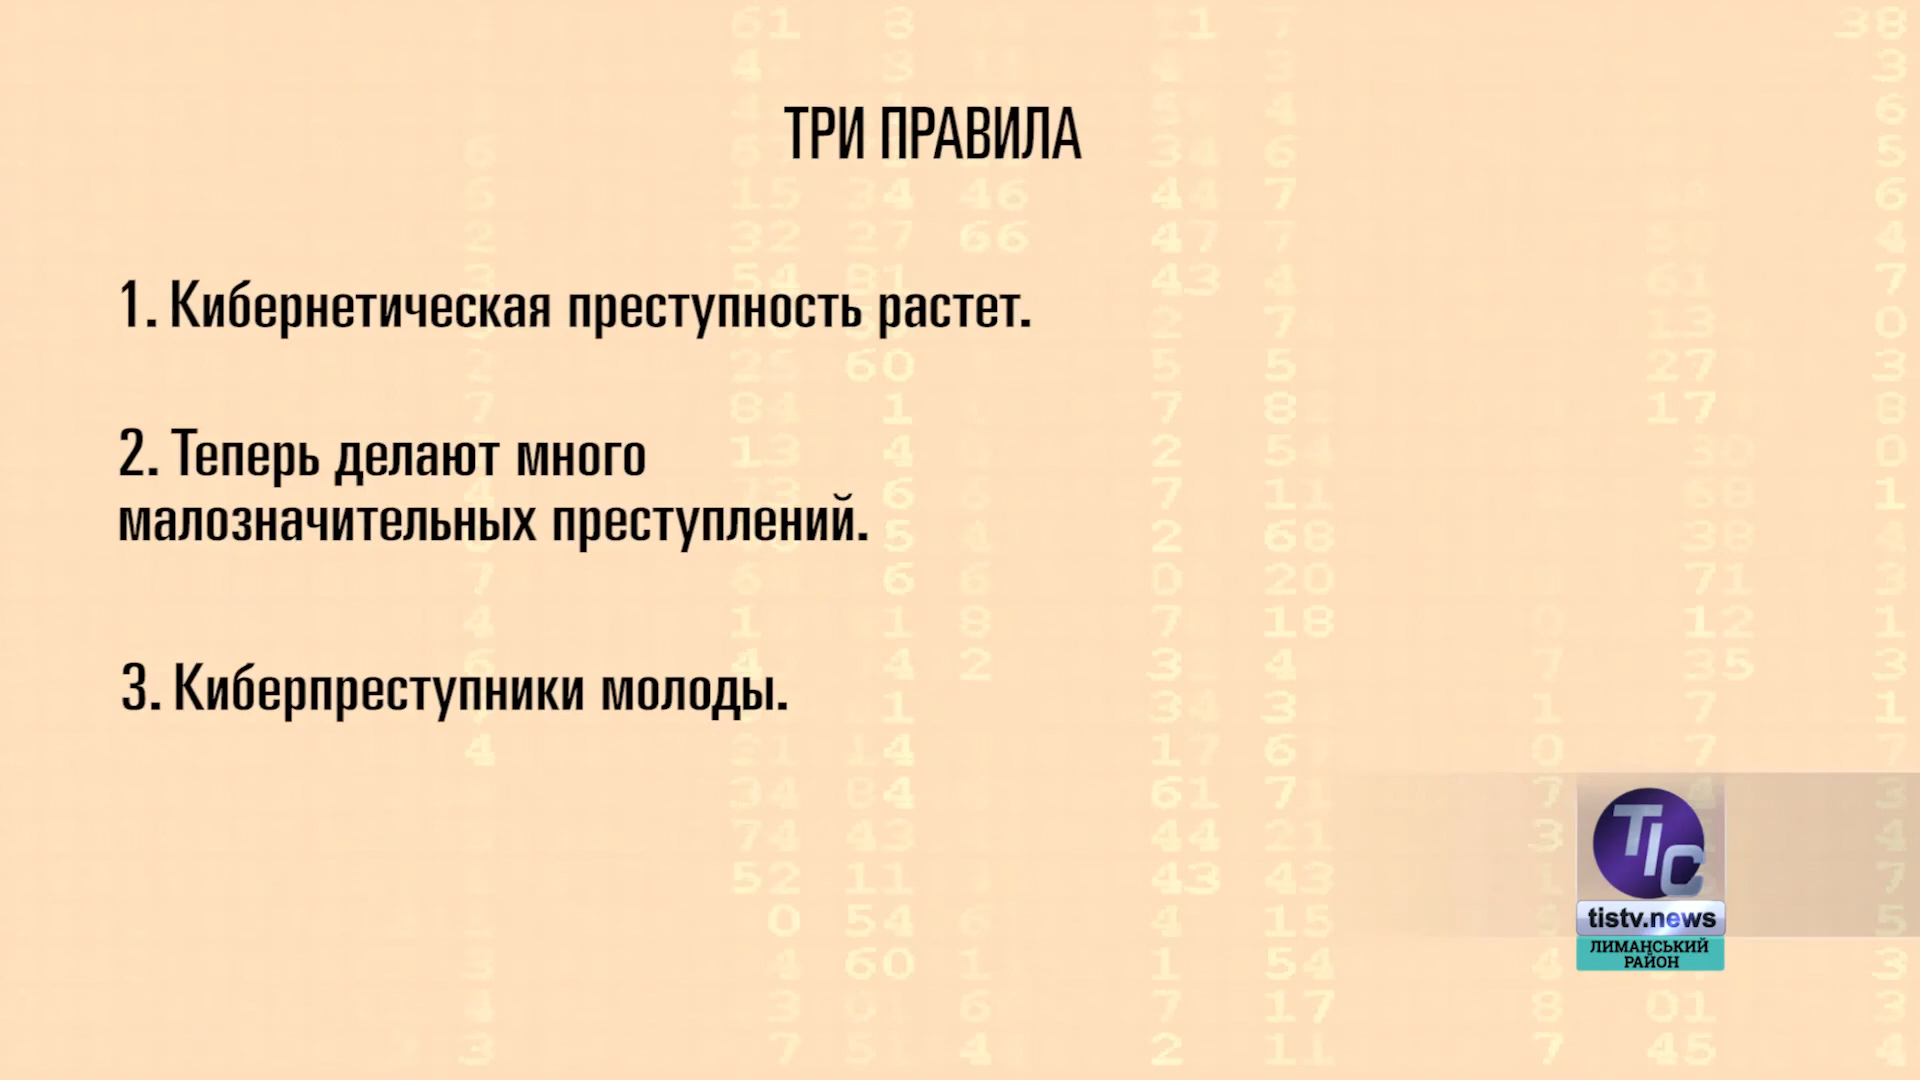 ТРИ ПРАВИЛА
1. Кибернетическая преступность растет.
2. Теперь делают много
малозначительных преступлений.
3. Киберпреступники молоды.
ТІС
tistv.news
ЛИМАНСЬКИЙ
РАЙОН